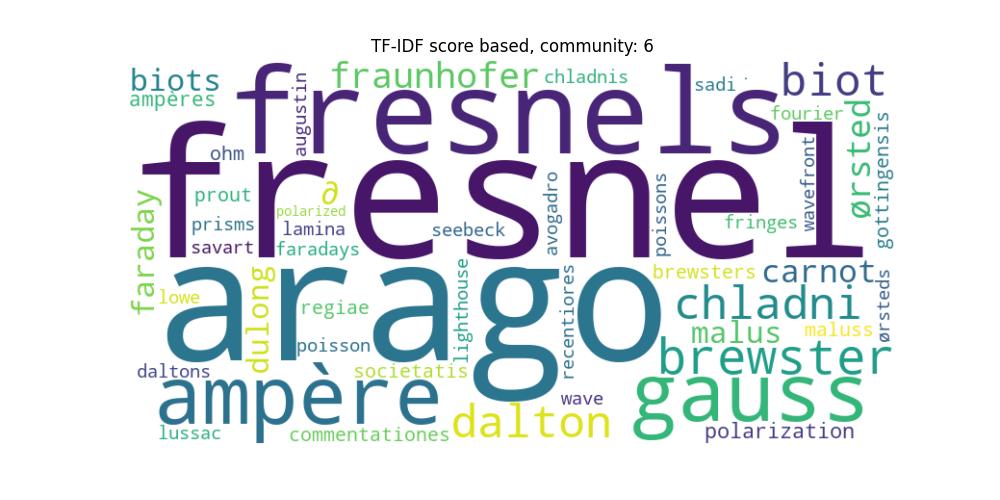 TF-IDF score based, community: 6
biots
fraunhofer
chladnis
sadi
biot
ampères
augustin
fresnels
fourier
ørsted
gottingensis
ohm
fresnel
wavefront
prout
∂
avogadro
poissons
faraday
polarized
prisms
lamina
seebeck
fringes
savart
faradays
arago
brewsters
carnot
lowe
dulong
regiae
lighthouse
recentiores
chladni
ørsteds
poisson
malus
maluss
daltons
societatis
brewster
ampère
wave
gauss
dalton
lussac
commentationes
polarization